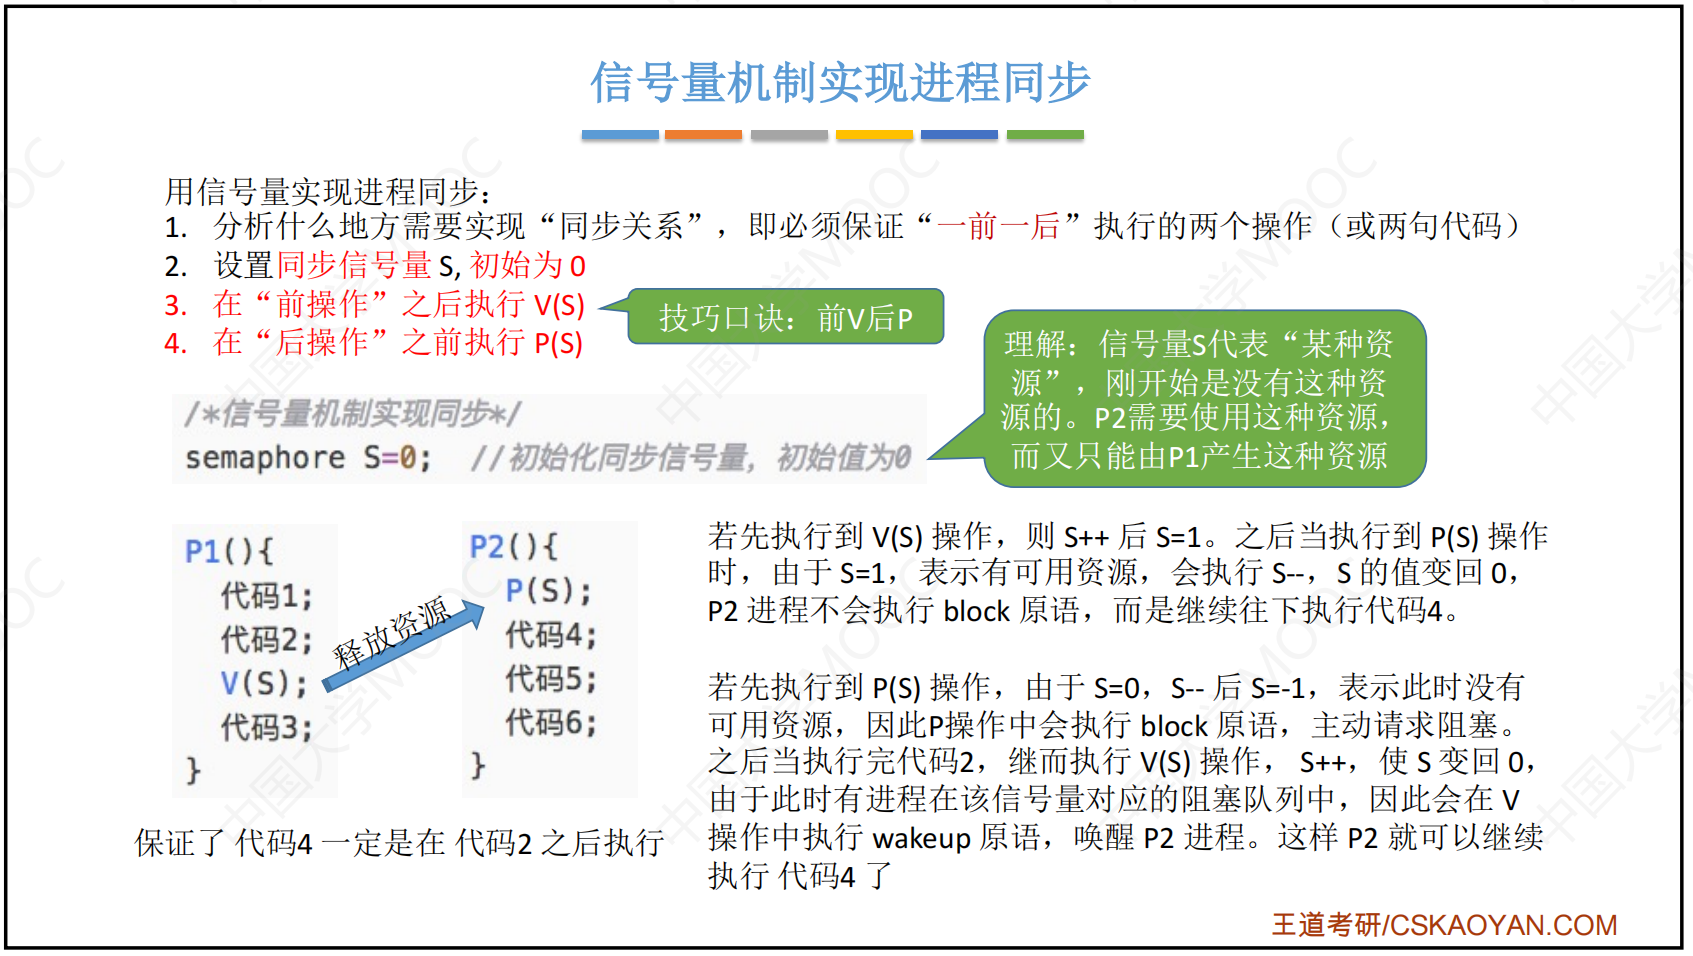 信号量机制实现进程同步
用信号量实现进程同步：
1. 分析什么地方需要实现“同步关系”，即必须保证“一前一后”执行的两个操作（或两句代码）
2. 设置同步信号量 S, 初始为 0
3. 在“前操作”之后执行 V(S)
4. 在“后操作”之前执行 P(S)
技巧口诀：前V后P
理解：信号量S代表“某种资
源”，刚开始是没有这种资
源的。P2需要使用这种资源，
而又只能由P1产生这种资源
/*信号量机制实现同步*/
semaphore S=0; //初始化同步信号量，初始值为0
P1(){
代码1;
代码2;
V(S);
代码3;
}
释放资源
P2(){
P(S);
代码4;
代码5;
代码6;
}
保证了 代码4 一定是在 代码2 之后执行
若先执行到 V(S) 操作，则 S++ 后 S=1。之后当执行到 P(S) 操作
时，由于 S=1，表示有可用资源，会执行 S--，S 的值变回 0，
P2 进程不会执行 block 原语，而是继续往下执行代码4。
若先执行到 P(S) 操作，由于 S=0，S-- 后 S=-1，表示此时没有
可用资源，因此P操作中会执行 block 原语，主动请求阻塞。
之后当执行完代码2，继而执行 V(S) 操作， S++，使 S 变回 0，
由于此时有进程在该信号量对应的阻塞队列中，因此会在 V
操作中执行 wakeup 原语，唤醒 P2 进程。这样 P2 就可以继续
执行 代码4 了
王道考研/CSKAOYAN.COM
中国大学MOOC